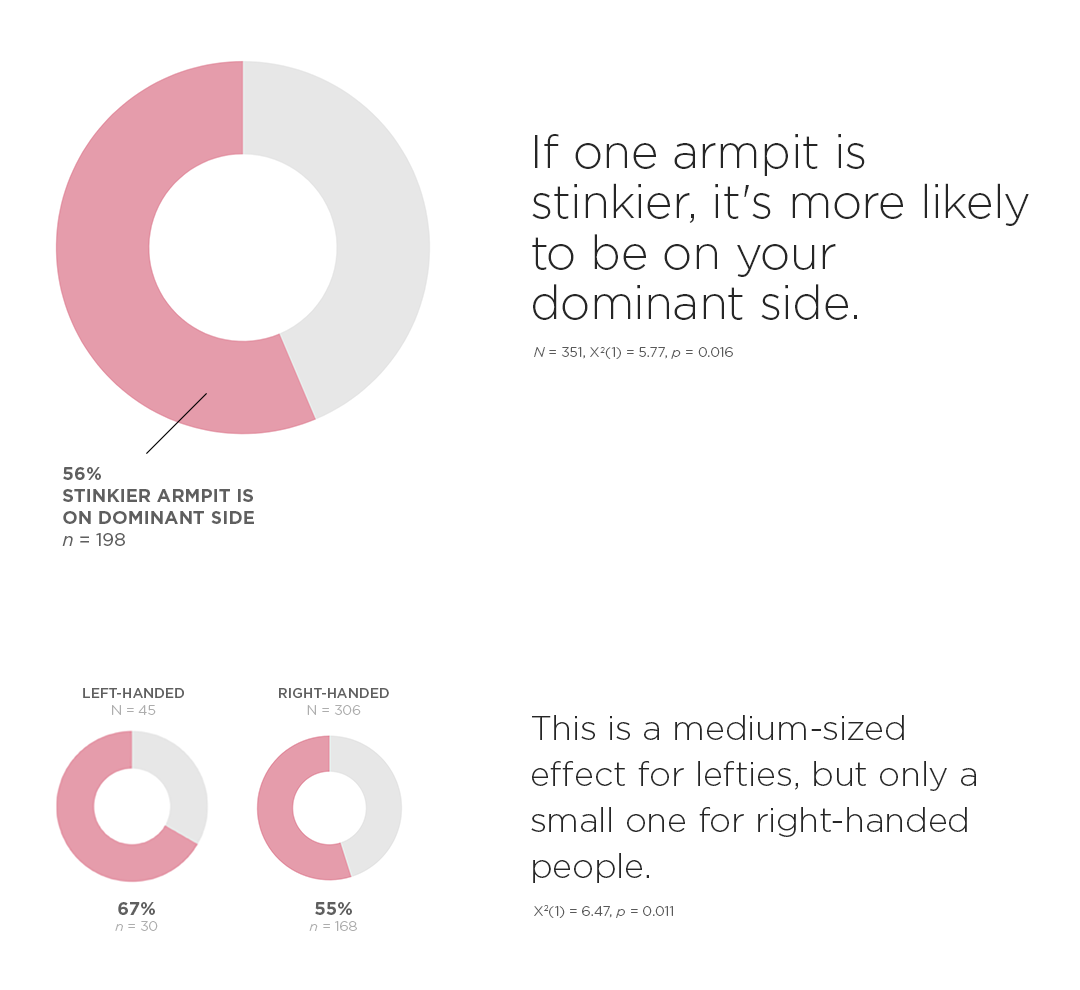 If one armpit is
stinkier, it's more likely
to be on your
dominant side.
N = 351, X²(1) = 5.77, p = 0.016
56%
STINKIER ARMPIT IS
ON DOMINANT SIDE
n = 198
LEFT-HANDED
N = 45
67%
n = 30
RIGHT-HANDED
N = 306
55%
n = 168
This is a medium-sized
effect for lefties, but only a
small one for right-handed
people.
X²(1) = 6.47, p = 0.011